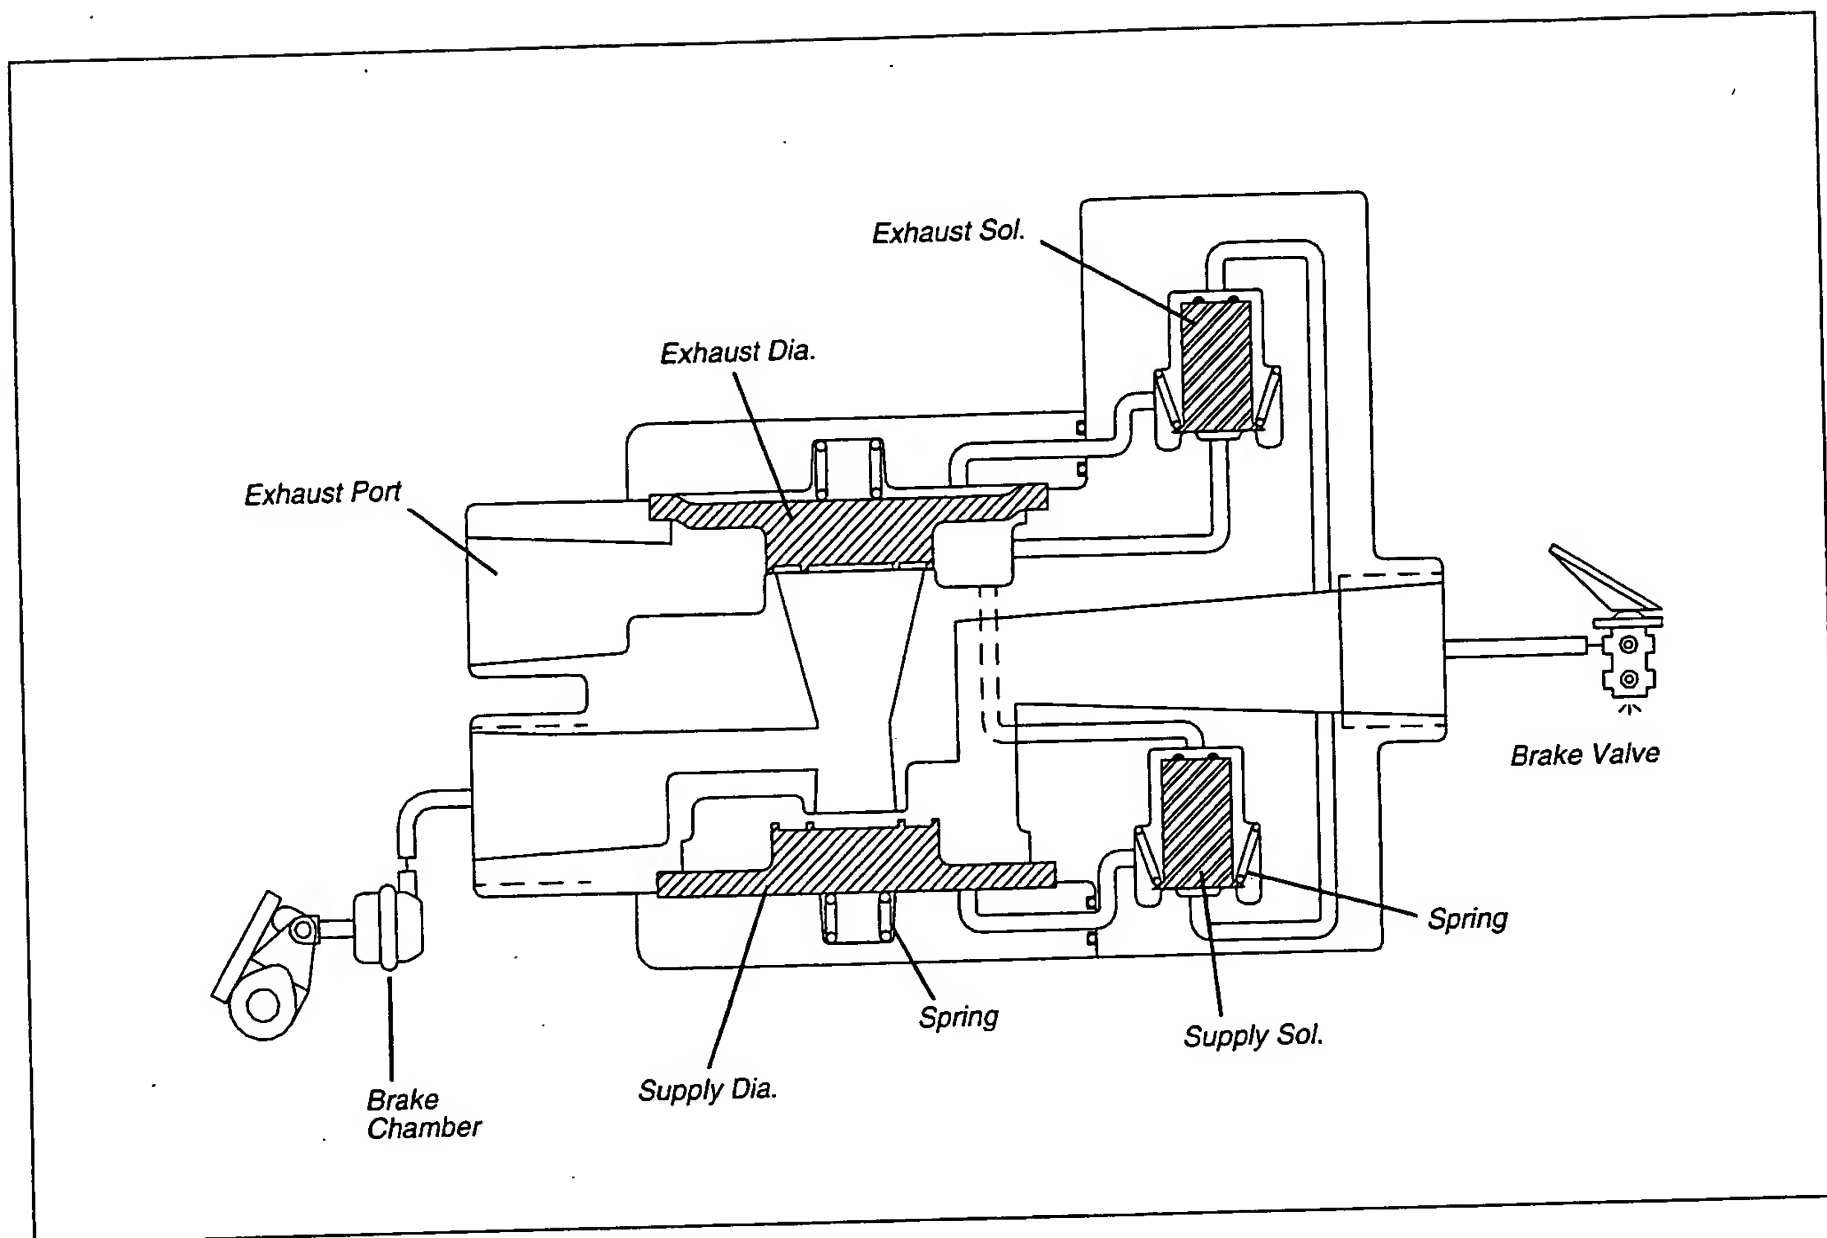 Exhaust Sol.
Exhaust Dia.
Exhaust Port
Brake Valve
Spring
Spring
Supply Sol.
Supply Dia.
Brake
Chamber